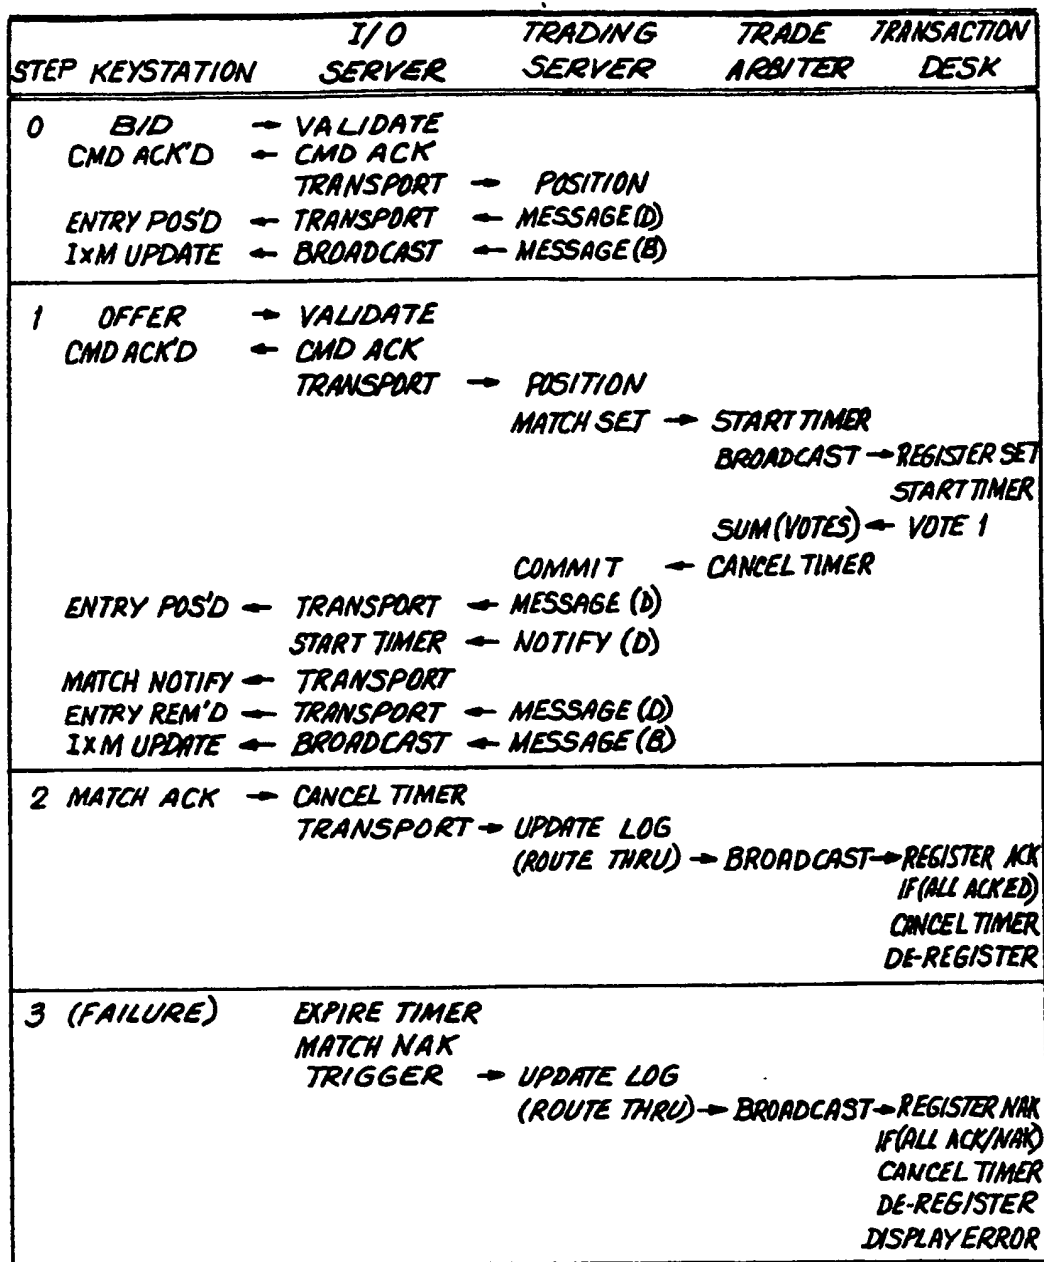 I/O TRADING TRADE TRANSACTION
STEP KEYSTATION SERVER SERVER ARBITER DESK
0 BID → VALIDATE
CMD ACK'D ← CMD ACK
TRANSPORT → POSITION
ENTRY POS'D ← TRANSPORT ← MESSAGE (D)
IXM UPDATE ← BROADCAST ← MESSAGE (B)
1 OFFER → VALIDATE
CMD ACK'D ← CMD ACK
TRANSPORT → POSITION
MATCH SET → START TIMER
BROADCAST → REGISTER SET
START TIMER
SUM (VOTES) ← VOTE 1
COMMIT ← CANCEL TIMER
ENTRY POS'D ← TRANSPORT ← MESSAGE (D)
START TIMER ← NOTIFY (D)
MATCH NOTIFY ← TRANSPORT
ENTRY REM'D ← TRANSPORT ← MESSAGE (D)
IXM UPDATE ← BROADCAST ← MESSAGE (B)
2 MATCH ACK → CANCEL TIMER
TRANSPORT → UPDATE LOG
(ROUTE THRU) → BROADCAST → REGISTER ACK
IF (ALL ACKED)
CANCEL TIMER
DE-REGISTER
3 (FAILURE) EXPIRE TIMER
MATCH NAK
TRIGGER → UPDATE LOG
(ROUTE THRU) → BROADCAST → REGISTER NAK
IF (ALL ACK/NAK)
CANCEL TIMER
DE-REGISTER
DISPLAY ERROR